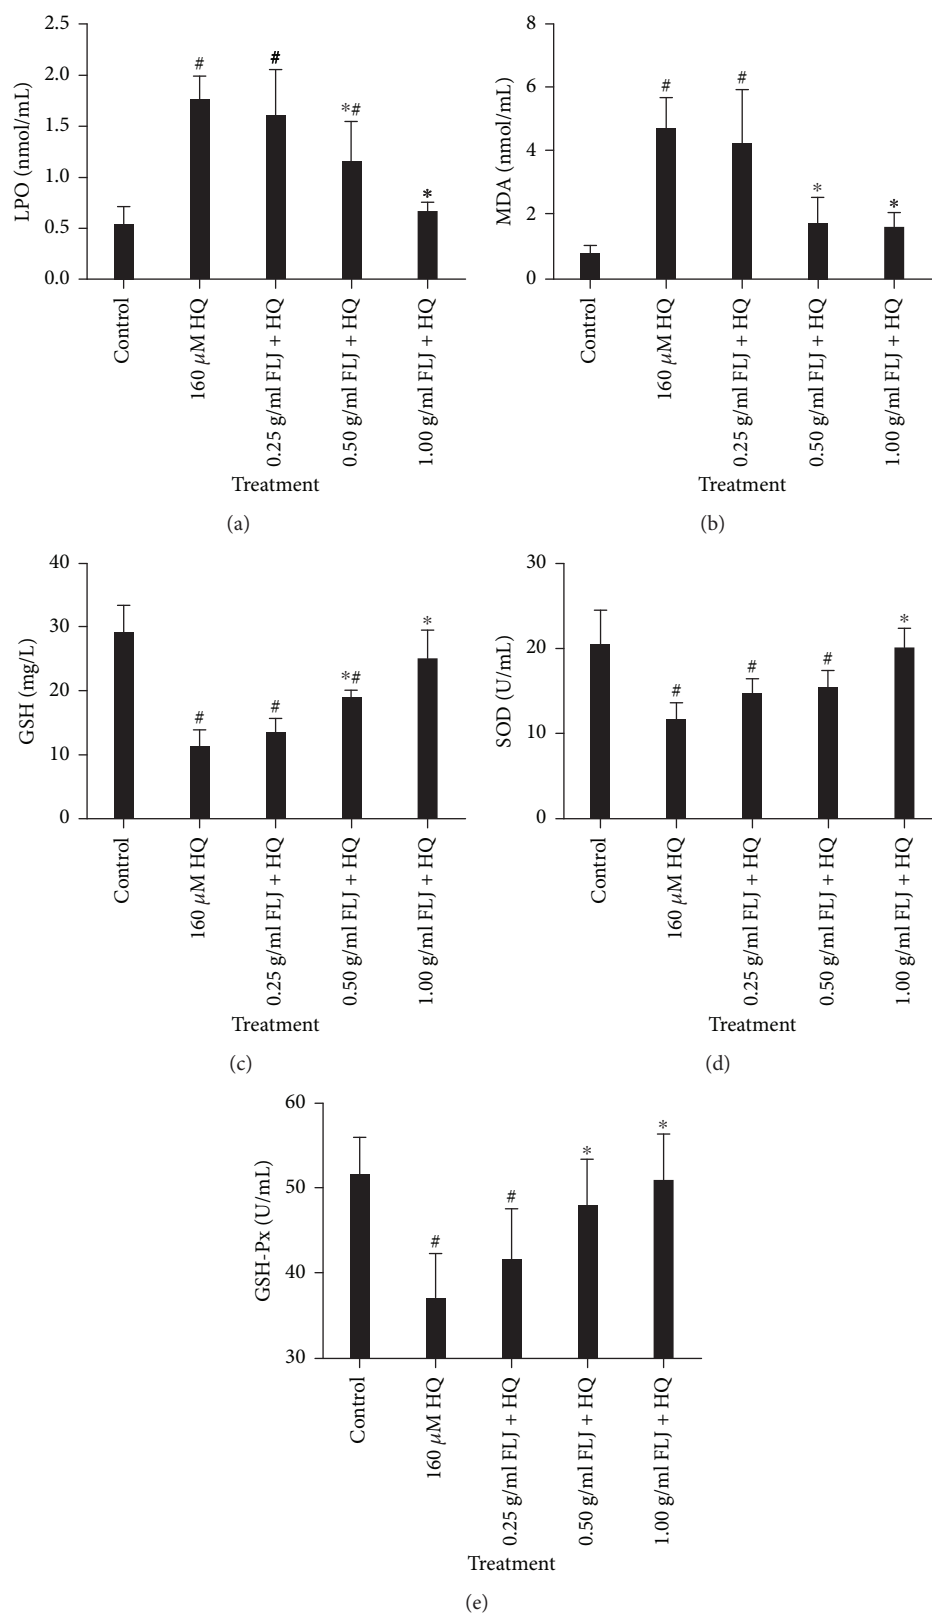 LPO (nmol/mL)
2.5
2.0
1.5
1.0
0.5
0.0
#
#
*#
*
Control
160 μM HQ
0.25 g/ml FLJ + HQ
0.50 g/ml FLJ + HQ
1.00 g/ml FLJ + HQ
Treatment
(a)
MDA (nmol/mL)
8
6
4
2
0
#
#
*
*
Control
160 μM HQ
0.25 g/ml FLJ + HQ
0.50 g/ml FLJ + HQ
1.00 g/ml FLJ + HQ
Treatment
(b)
GSH (mg/L)
40
30
20
10
0
#
#
*#
*
Control
160 μM HQ
0.25 g/ml FLJ + HQ
0.50 g/ml FLJ + HQ
1.00 g/ml FLJ + HQ
Treatment
(c)
SOD (U/mL)
30
20
10
0
#
#
#
*
Control
160 μM HQ
0.25 g/ml FLJ + HQ
0.50 g/ml FLJ + HQ
1.00 g/ml FLJ + HQ
Treatment
(d)
GSH-Px (U/mL)
60
50
40
30
#
#
*
*
Control
160 μM HQ
0.25 g/ml FLJ + HQ
0.50 g/ml FLJ + HQ
1.00 g/ml FLJ + HQ
Treatment
(e)